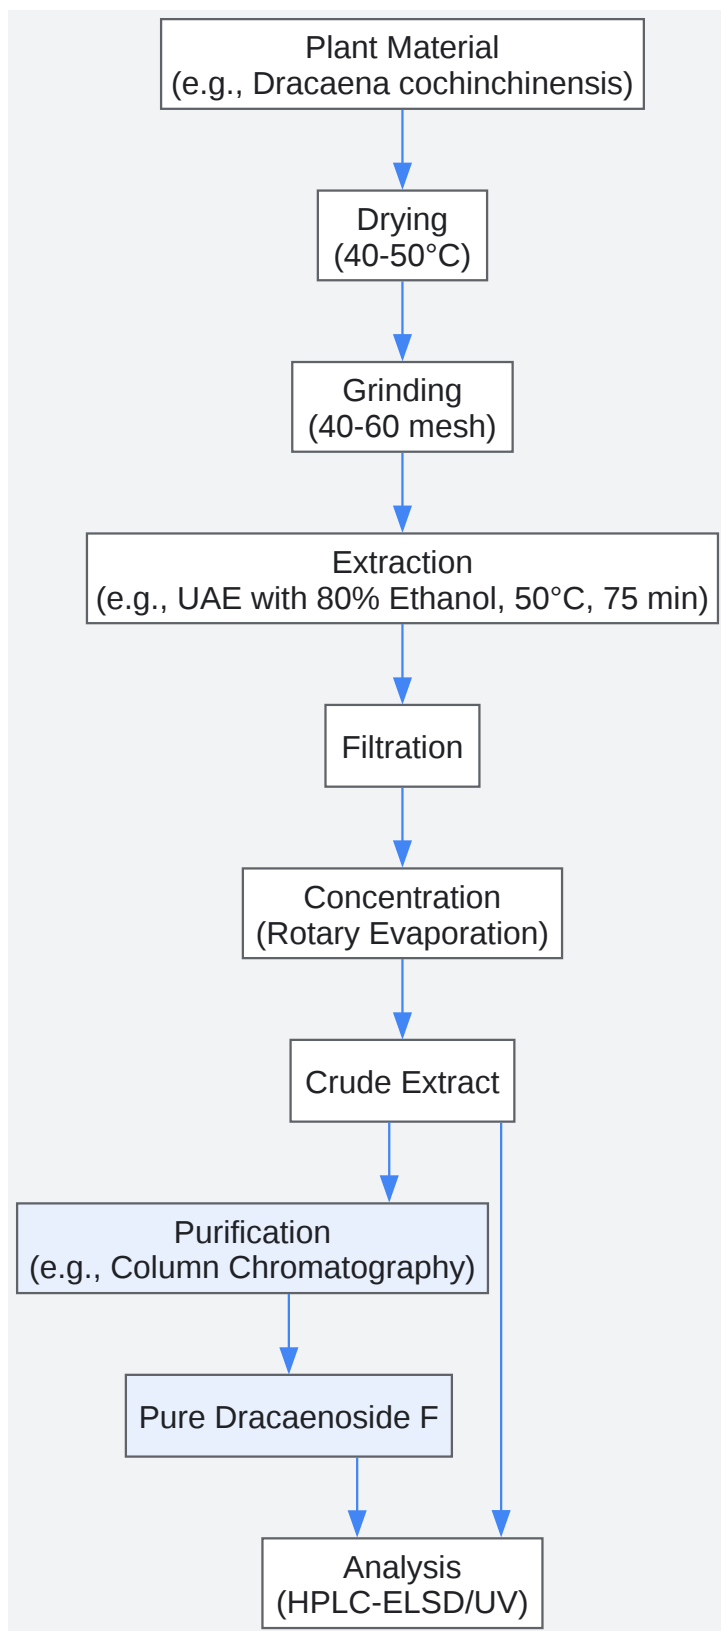 Plant Material
(e.g., Dracaena cochinchinensis)
Drying
(40-50°C)
Grinding
(40-60 mesh)
Extraction
(e.g., UAE with 80% Ethanol, 50°C, 75 min)
Filtration
Concentration
(Rotary Evaporation)
Crude Extract
Purification
(e.g., Column Chromatography)
Pure Dracaenoside F
Analysis
(HPLC-ELSD/UV)